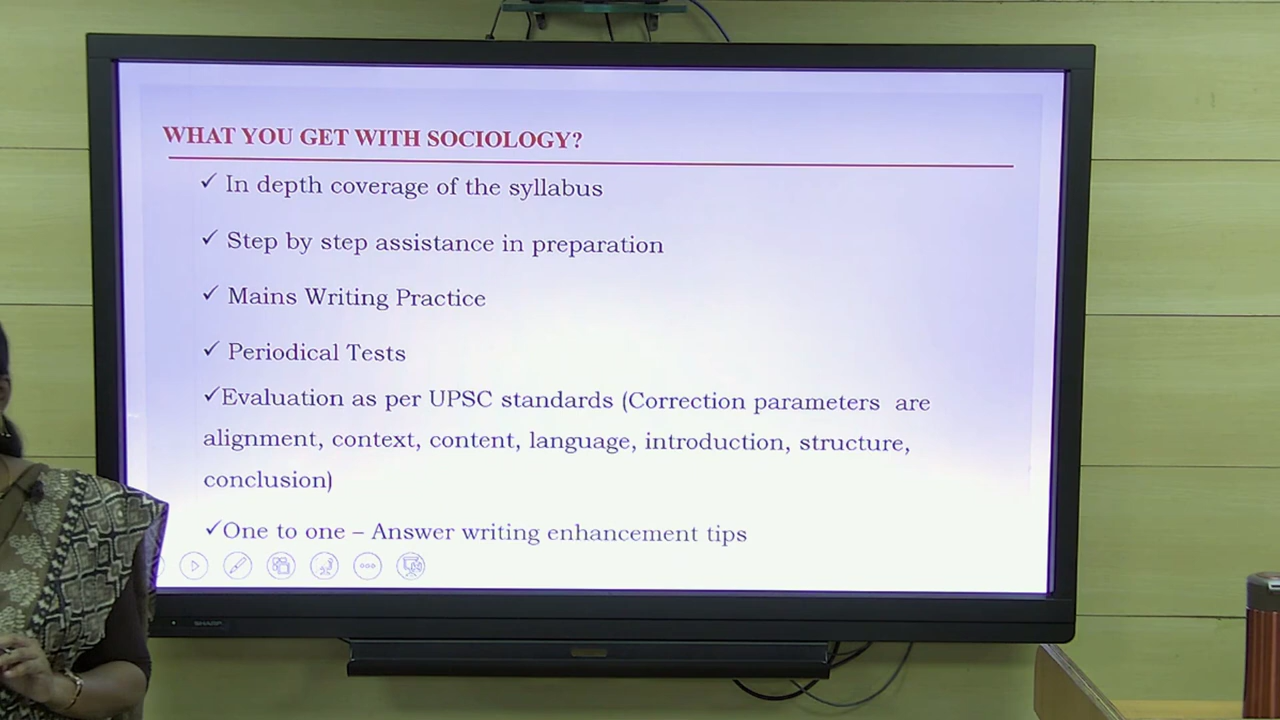 WHAT YOU GET WITH SOCIOLOGY?
✓ In depth coverage of the syllabus
✓ Step by step assistance in preparation
✓ Mains Writing Practice
✓ Periodical Tests
✓Evaluation as per UPSC standards (Correction parameters are
alignment, context, content, language, introduction, structure,
conclusion)
✓One to one – Answer writing enhancement tips
SHARP